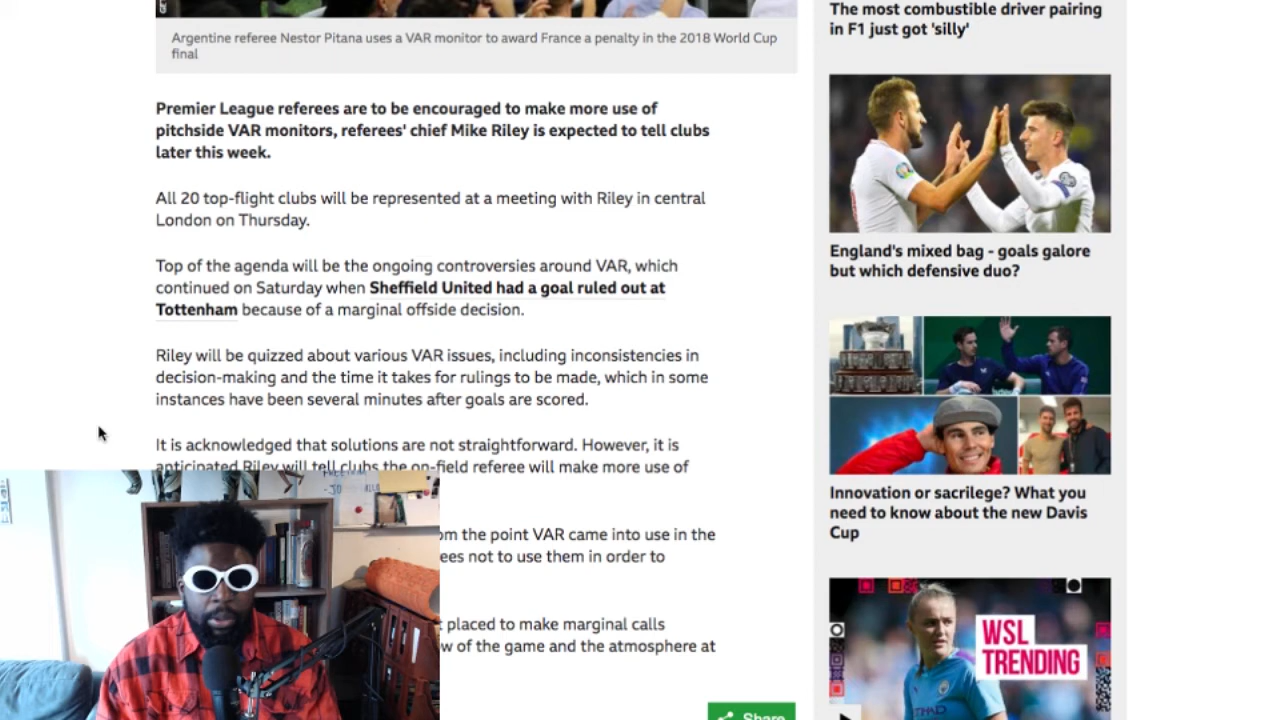 Argentine referee Nestor Pitana uses a VAR monitor to award France a penalty in the 2018 World Cup
final
Premier League referees are to be encouraged to make more use of
pitchside VAR monitors, referees' chief Mike Riley is expected to tell clubs
later this week.
All 20 top-flight clubs will be represented at a meeting with Riley in central
London on Thursday.
Top of the agenda will be the ongoing controversies around VAR, which
continued on Saturday when Sheffield United had a goal ruled out at
Tottenham because of a marginal offside decision.
Riley will be quizzed about various VAR issues, including inconsistencies in
decision-making and the time it takes for rulings to be made, which in some
instances have been several minutes after goals are scored.
It is acknowledged that solutions are not straightforward. However, it is
anticipated Riley will tell clubs the on-field referee will make more use of
the point VAR came into use in the
not to use them in order to
placed to make marginal calls
of the game and the atmosphere at
Share
The most combustible driver pairing
in F1 just got 'silly'
England's mixed bag - goals galore
but which defensive duo?
Innovation or sacrilege? What you
need to know about the new Davis
Cup
WSL
TRENDING